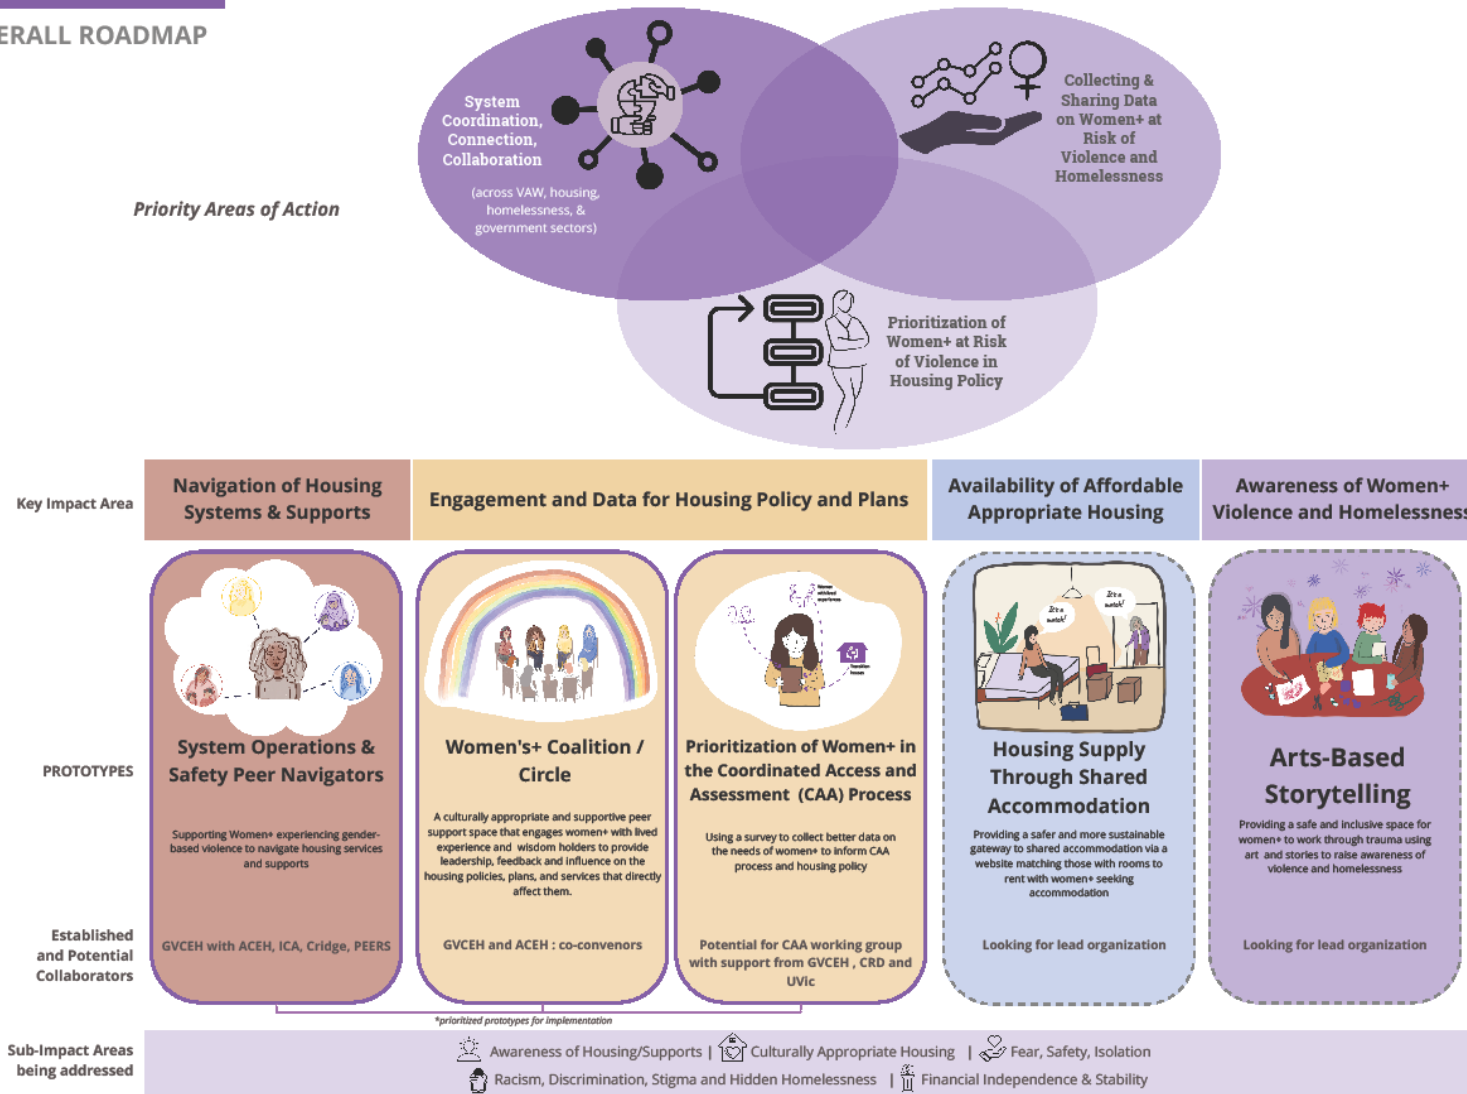 ERALL ROADMAP
System
Coordination,
Connection,
Collaboration
(across VAW, housing,
homelessness, &
government sectors)
Collecting &
Sharing Data
on Women+ at
Risk of
Violence and
Homelessness
Priority Areas of Action
Prioritization of
Women+ at Risk
of Violence in
Housing Policy
Key Impact Area
Navigation of Housing
Systems & Supports
Engagement and Data for Housing Policy and Plans
Availability of Affordable
Appropriate Housing
Awareness of Women+
Violence and Homelessness
Women
with lived
experiences
Transition
houses
It's a
match!
It's a
match!
PROTOTYPES
System Operations &
Safety Peer Navigators
Supporting Women+ experiencing gender-
based violence to navigate housing services
and supports
Women's+ Coalition /
Circle
A culturally appropriate and supportive peer
support space that engages women+ with lived
experience and wisdom holders to provide
leadership, feedback and influence on the
housing policies, plans, and services that directly
affect them.
Prioritization of Women+ in
the Coordinated Access and
Assessment (CAA) Process
Using a survey to collect better data on
the needs of women+ to inform CAA
process and housing policy
Housing Supply
Through Shared
Accommodation
Providing a safer and more sustainable
gateway to shared accommodation via a
website matching those with rooms to
rent with women+ seeking
accommodation
Arts-Based
Storytelling
Providing a safe and inclusive space for
women+ to work through trauma using
art and stories to raise awareness of
violence and homelessness
Established
and Potential
Collaborators
GVCEH with ACEH, ICA, Cridge, PEERS
GVCEH and ACEH : co-convenors
Potential for CAA working group
with support from GVCEH , CRD and
UVic
Looking for lead organization
Looking for lead organization
*prioritized prototypes for implementation
Sub-Impact Areas
being addressed
Awareness of Housing/Supports | Culturally Appropriate Housing | Fear, Safety, Isolation
Racism, Discrimination, Stigma and Hidden Homelessness | Financial Independence & Stability